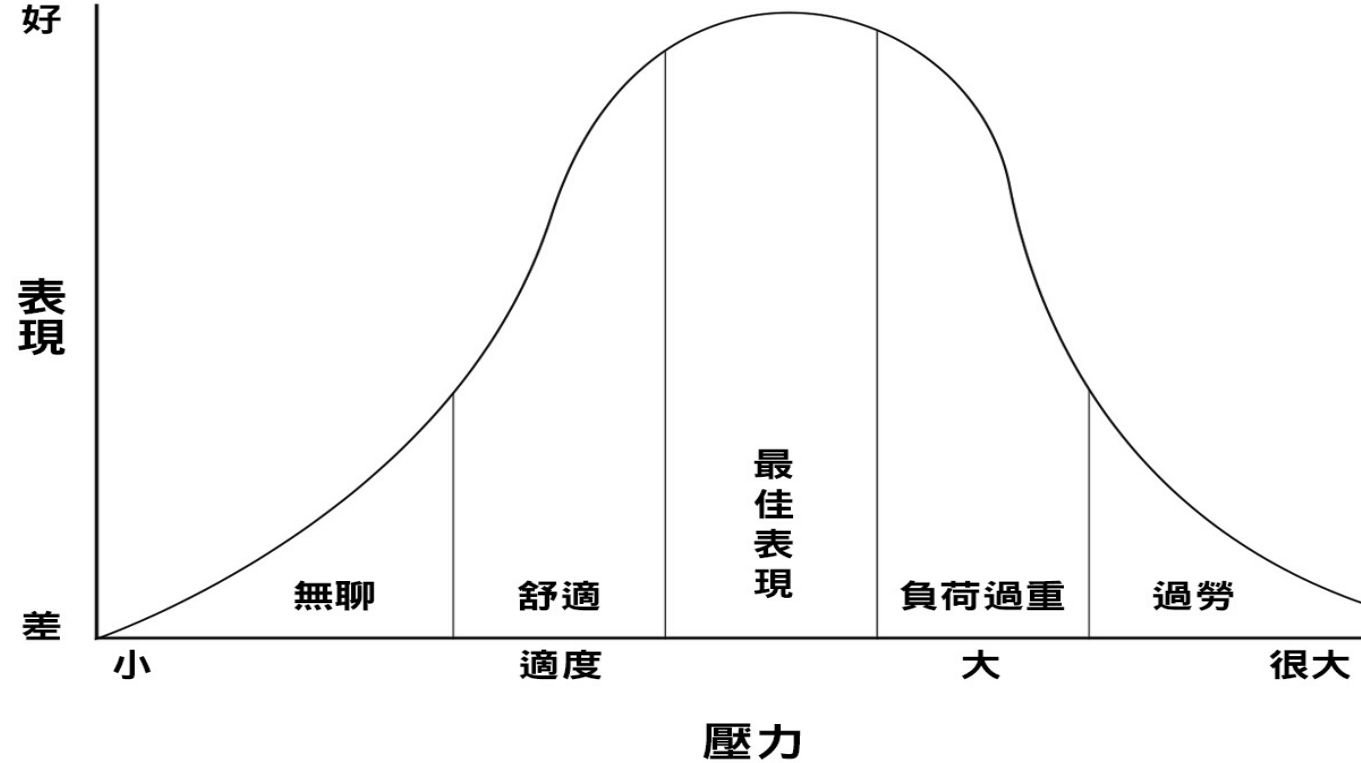 好
表現
最佳表現
無聊
舒適
負荷過重
過勞
差
小
適度
大
很大
壓力